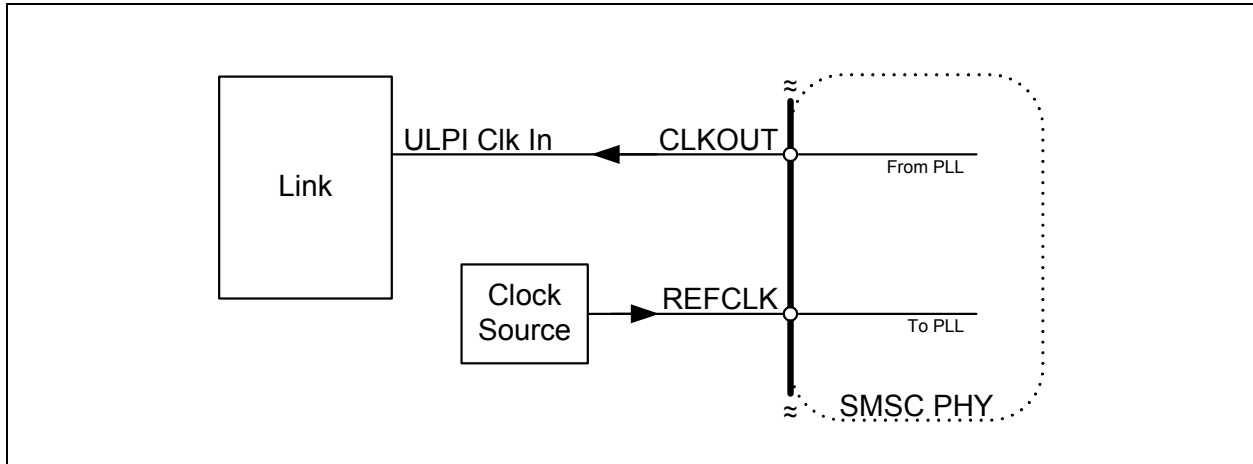 ULPI Clk In
CLKOUT
From PLL
Link
Clock
Source
REFCLK
To PLL
SMSC PHY
≈
≈